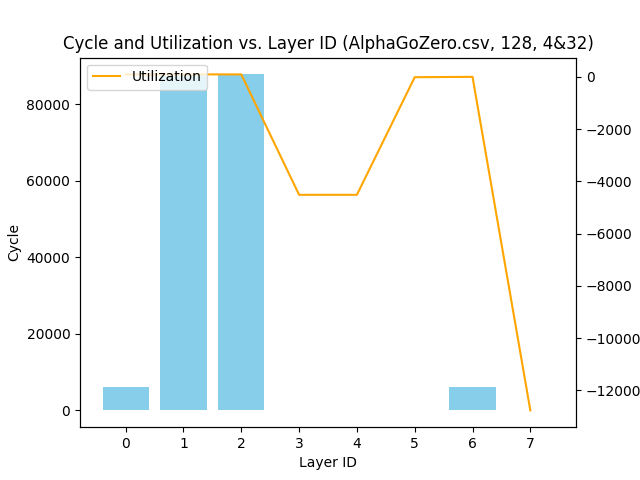 Cycle and Utilization vs. Layer ID (AlphaGoZero.csv, 128, 4&32)
Utilization
Cycle
80000
60000
40000
20000
0
0
−2000
−4000
−6000
−8000
−10000
−12000
0 1 2 3 4 5 6 7
Layer ID